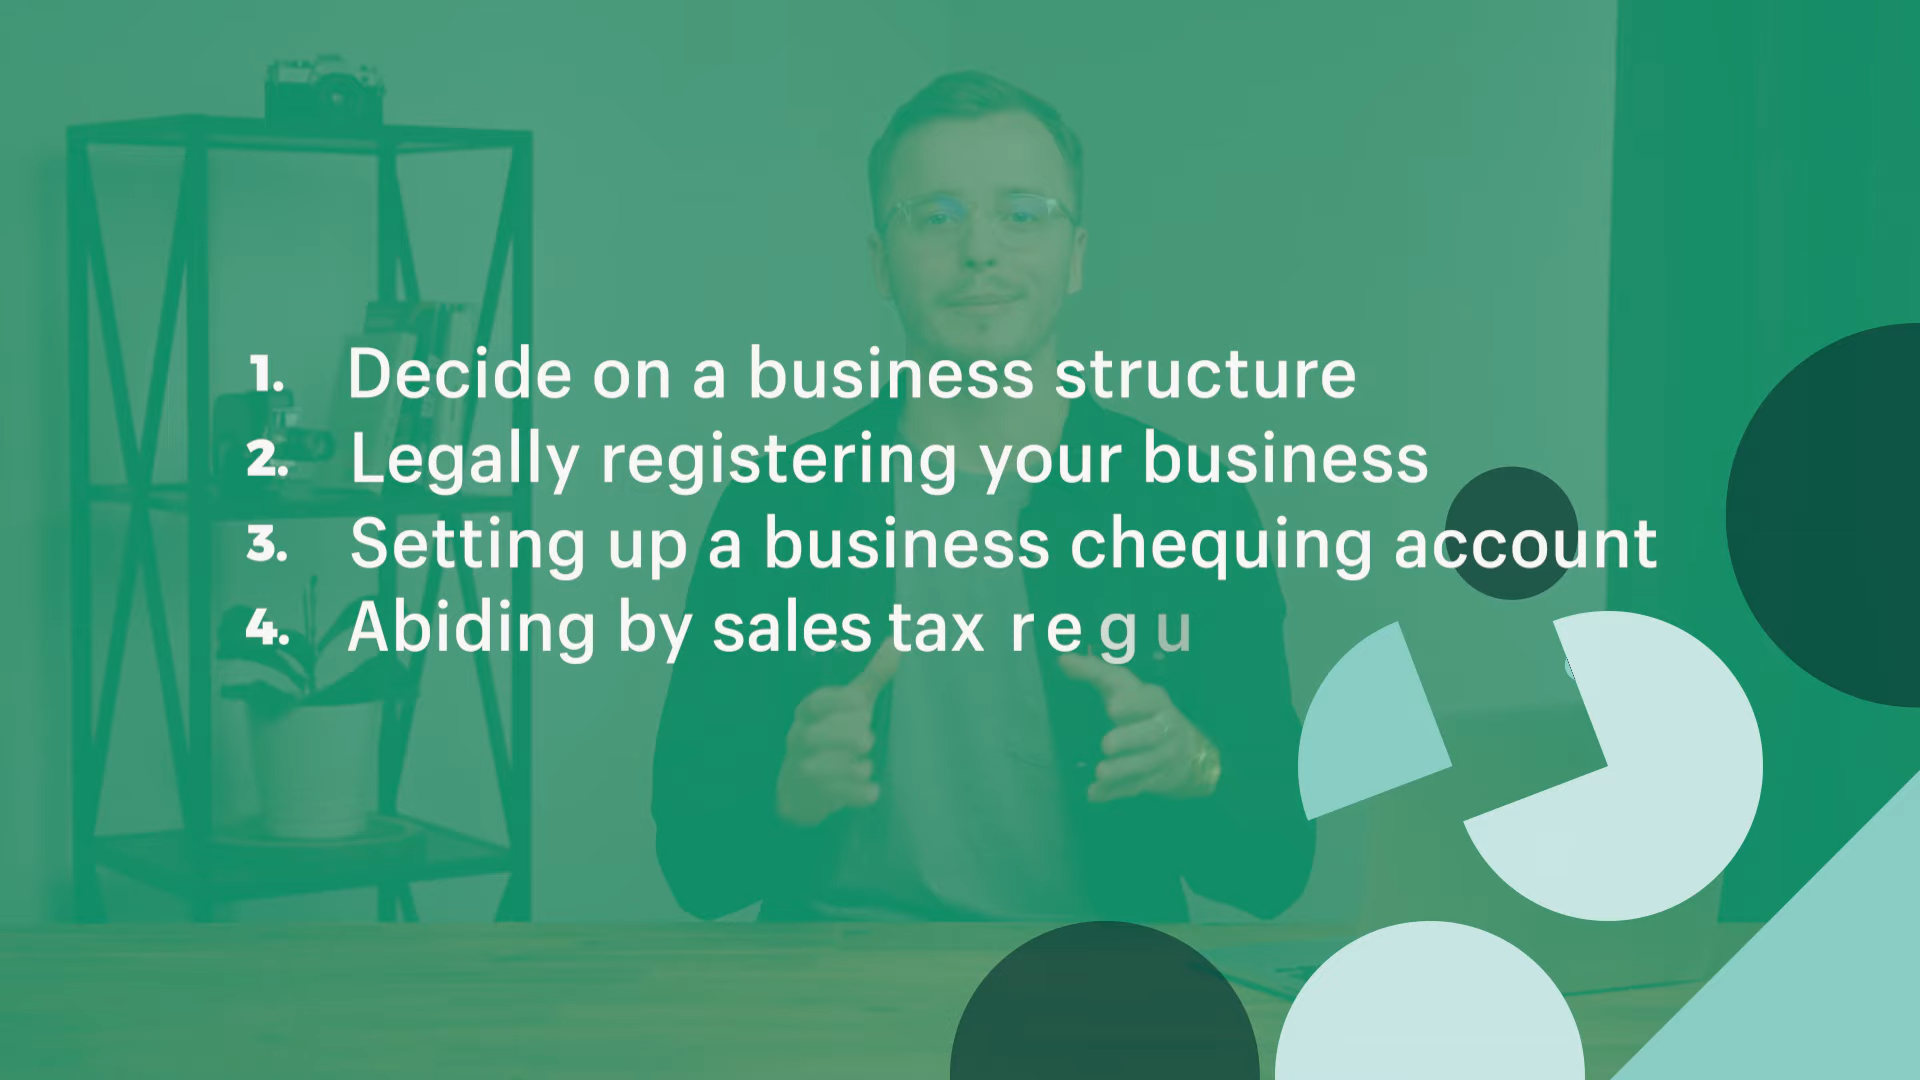 1. Decide on a business structure
2. Legally registering your business
3. Setting up a business chequing account
4. Abiding by sales tax regu